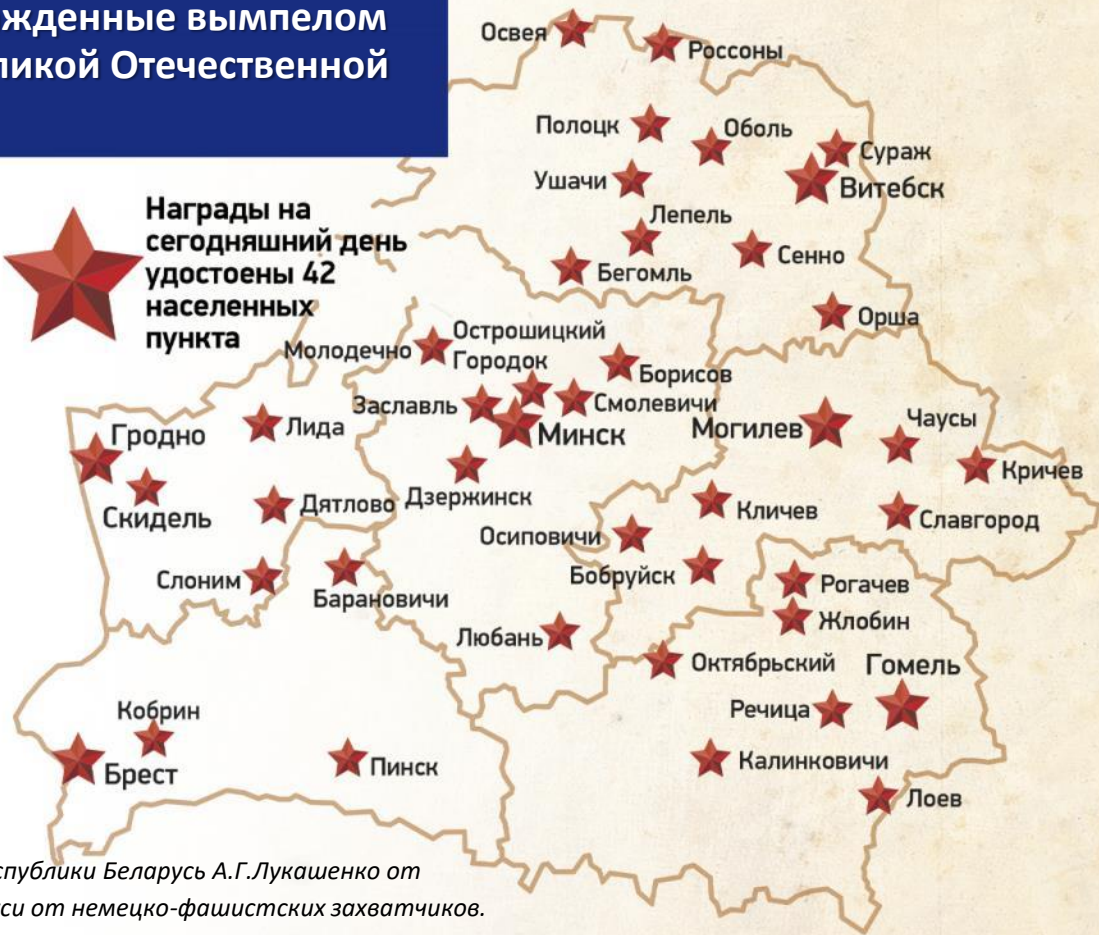 жденные вымпелом
ликой Отечественной
Награды на
сегодняшний день
удостоены 42
населенных
пункта
Освея
Россоны
Полоцк
Оболь
Сураж
Ушачи
Витебск
Лепель
Сенно
Бегомль
Орша
Острошицкий
Городок
Молодечно
Борисов
Заславль
Смолевичи
Минск
Могилев
Чаусы
Лида
Гродно
Кричев
Дзержинск
Скидель
Дятлово
Кличев
Славгород
Осиповичи
Слоним
Барановичи
Бобруйск
Рогачев
Жлобин
Любань
Октябрьский
Гомель
Речица
Кобрин
Брест
Пинск
Калинковичи
Лоев
спублики Беларусь А.Г.Лукашенко от
си от немецко-фашистских захватчиков.